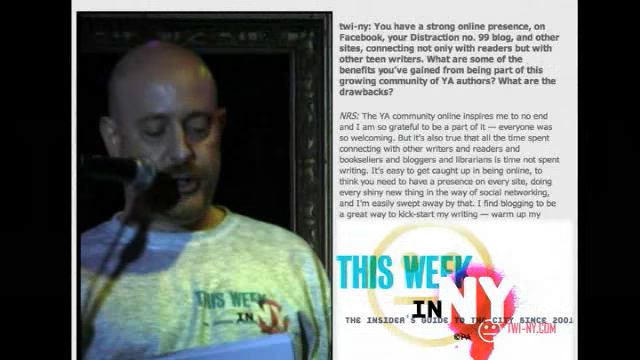 twi-ny: You have a strong online presence, on
Facebook, your Distraction no. 99 blog, and other
sites, connecting not only with readers but with
other teen writers. What are some of the
benefits you've gained from being part of this
growing community of YA authors? What are the
drawbacks?
NRS: The YA community online inspires me to no end
and I am so grateful to be a part of it — everyone was
so welcoming. But it's also true that all the time spent
connecting with other writers and readers and
booksellers and bloggers and librarians is time not spent
writing. It's easy to get caught up in being online, to
think you need to have a presence on every site, doing
every shiny new thing in the way of social networking,
and I'm easily swept away by that. I find blogging to be
a great way to kick-start my writing — warm up my
THIS WEEK
IN NY
THE INSIDER'S GUIDE TO THE CITY SINCE 2001
©PA
TWI-NY.COM
THIS WEEK
IN NY